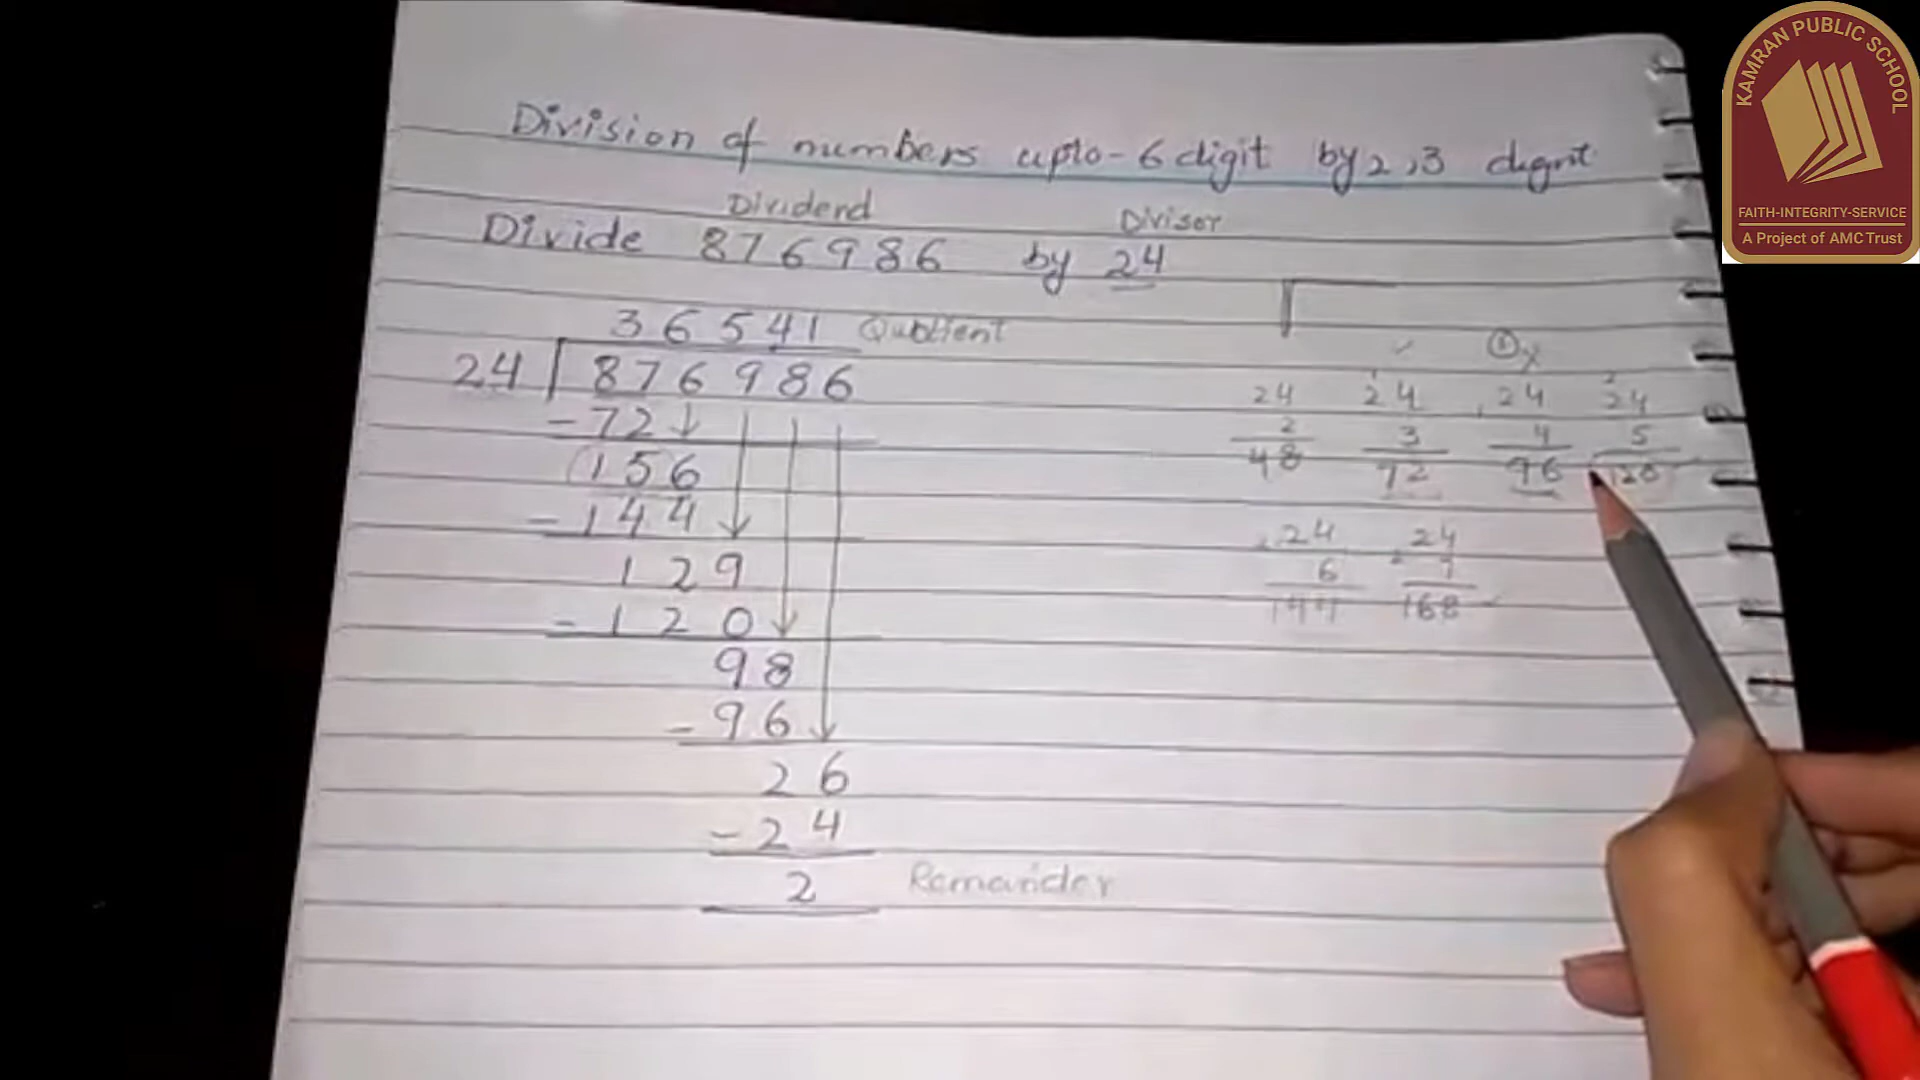 Division of numbers upto-6 digit by 2,3 degit
Dividend
Divisor
Divide 876986 by 24
36541 Quotient
24 876986
-72
156
-144
129
-120
98
-96
26
-24
2 Remainder
24 24 24 24
2 3 4 5
48 72 96 120
24 24
6 7
144 168
KAMRAN PUBLIC SCHOOL
FAITH-INTEGRITY-SERVICE
A Project of AMC Trust